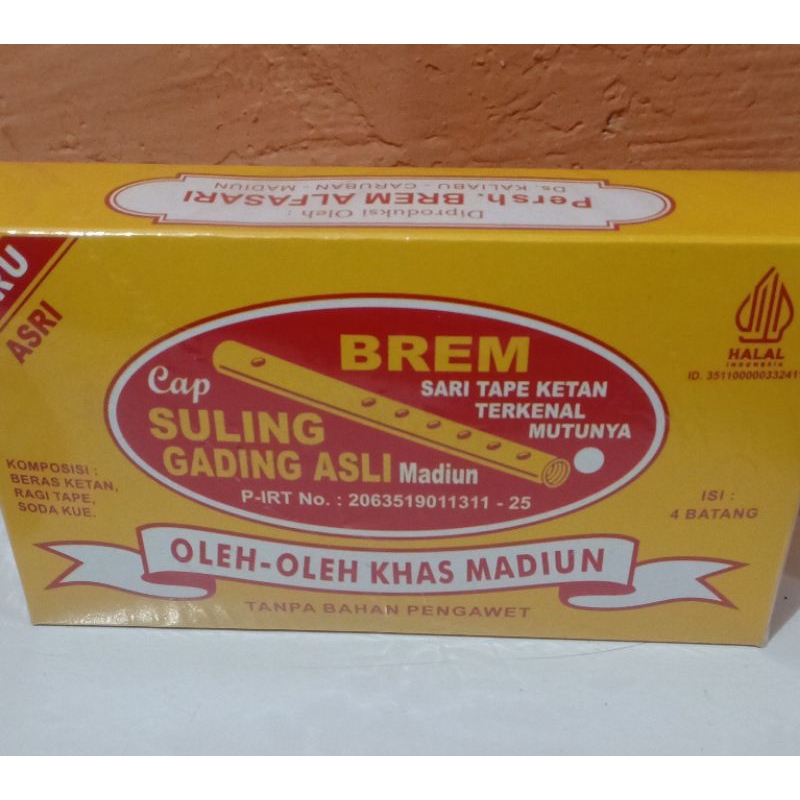 Diproduksi Oleh :
Persh. BREM ALFASARI
Ds. KALIABU - CARUBAN - MADIUN
ASRI
BREM
SARI TAPE KETAN
TERKENAL
MUTUNYA
Cap
SULING
GADING ASLI Madiun
P-IRT No. : 2063519011311 - 25
HALAL
INDONESIA
KOMPOSISI :
BERAS KETAN,
RAGI TAPE,
SODA KUE.
ISI :
4 BATANG
OLEH-OLEH KHAS MADIUN
TANPA BAHAN PENGAWET